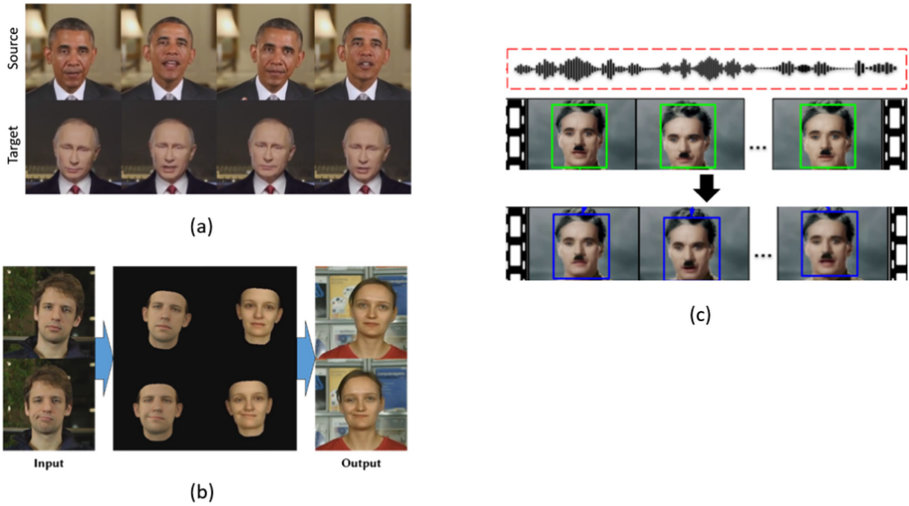 Source
Target
(a)
Input
Output
(b)
...
...
(c)